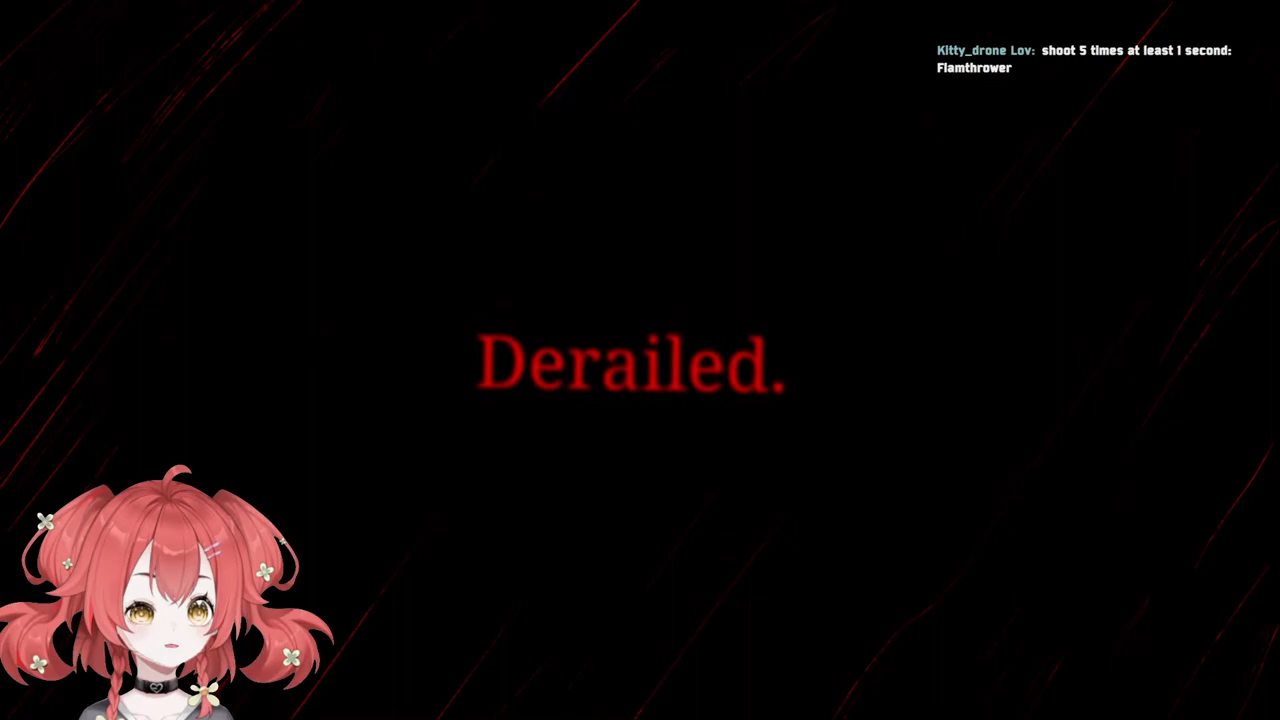 Kitty_drone Lov: shoot 5 times at least 1 second:
Flamthrower
Derailed.